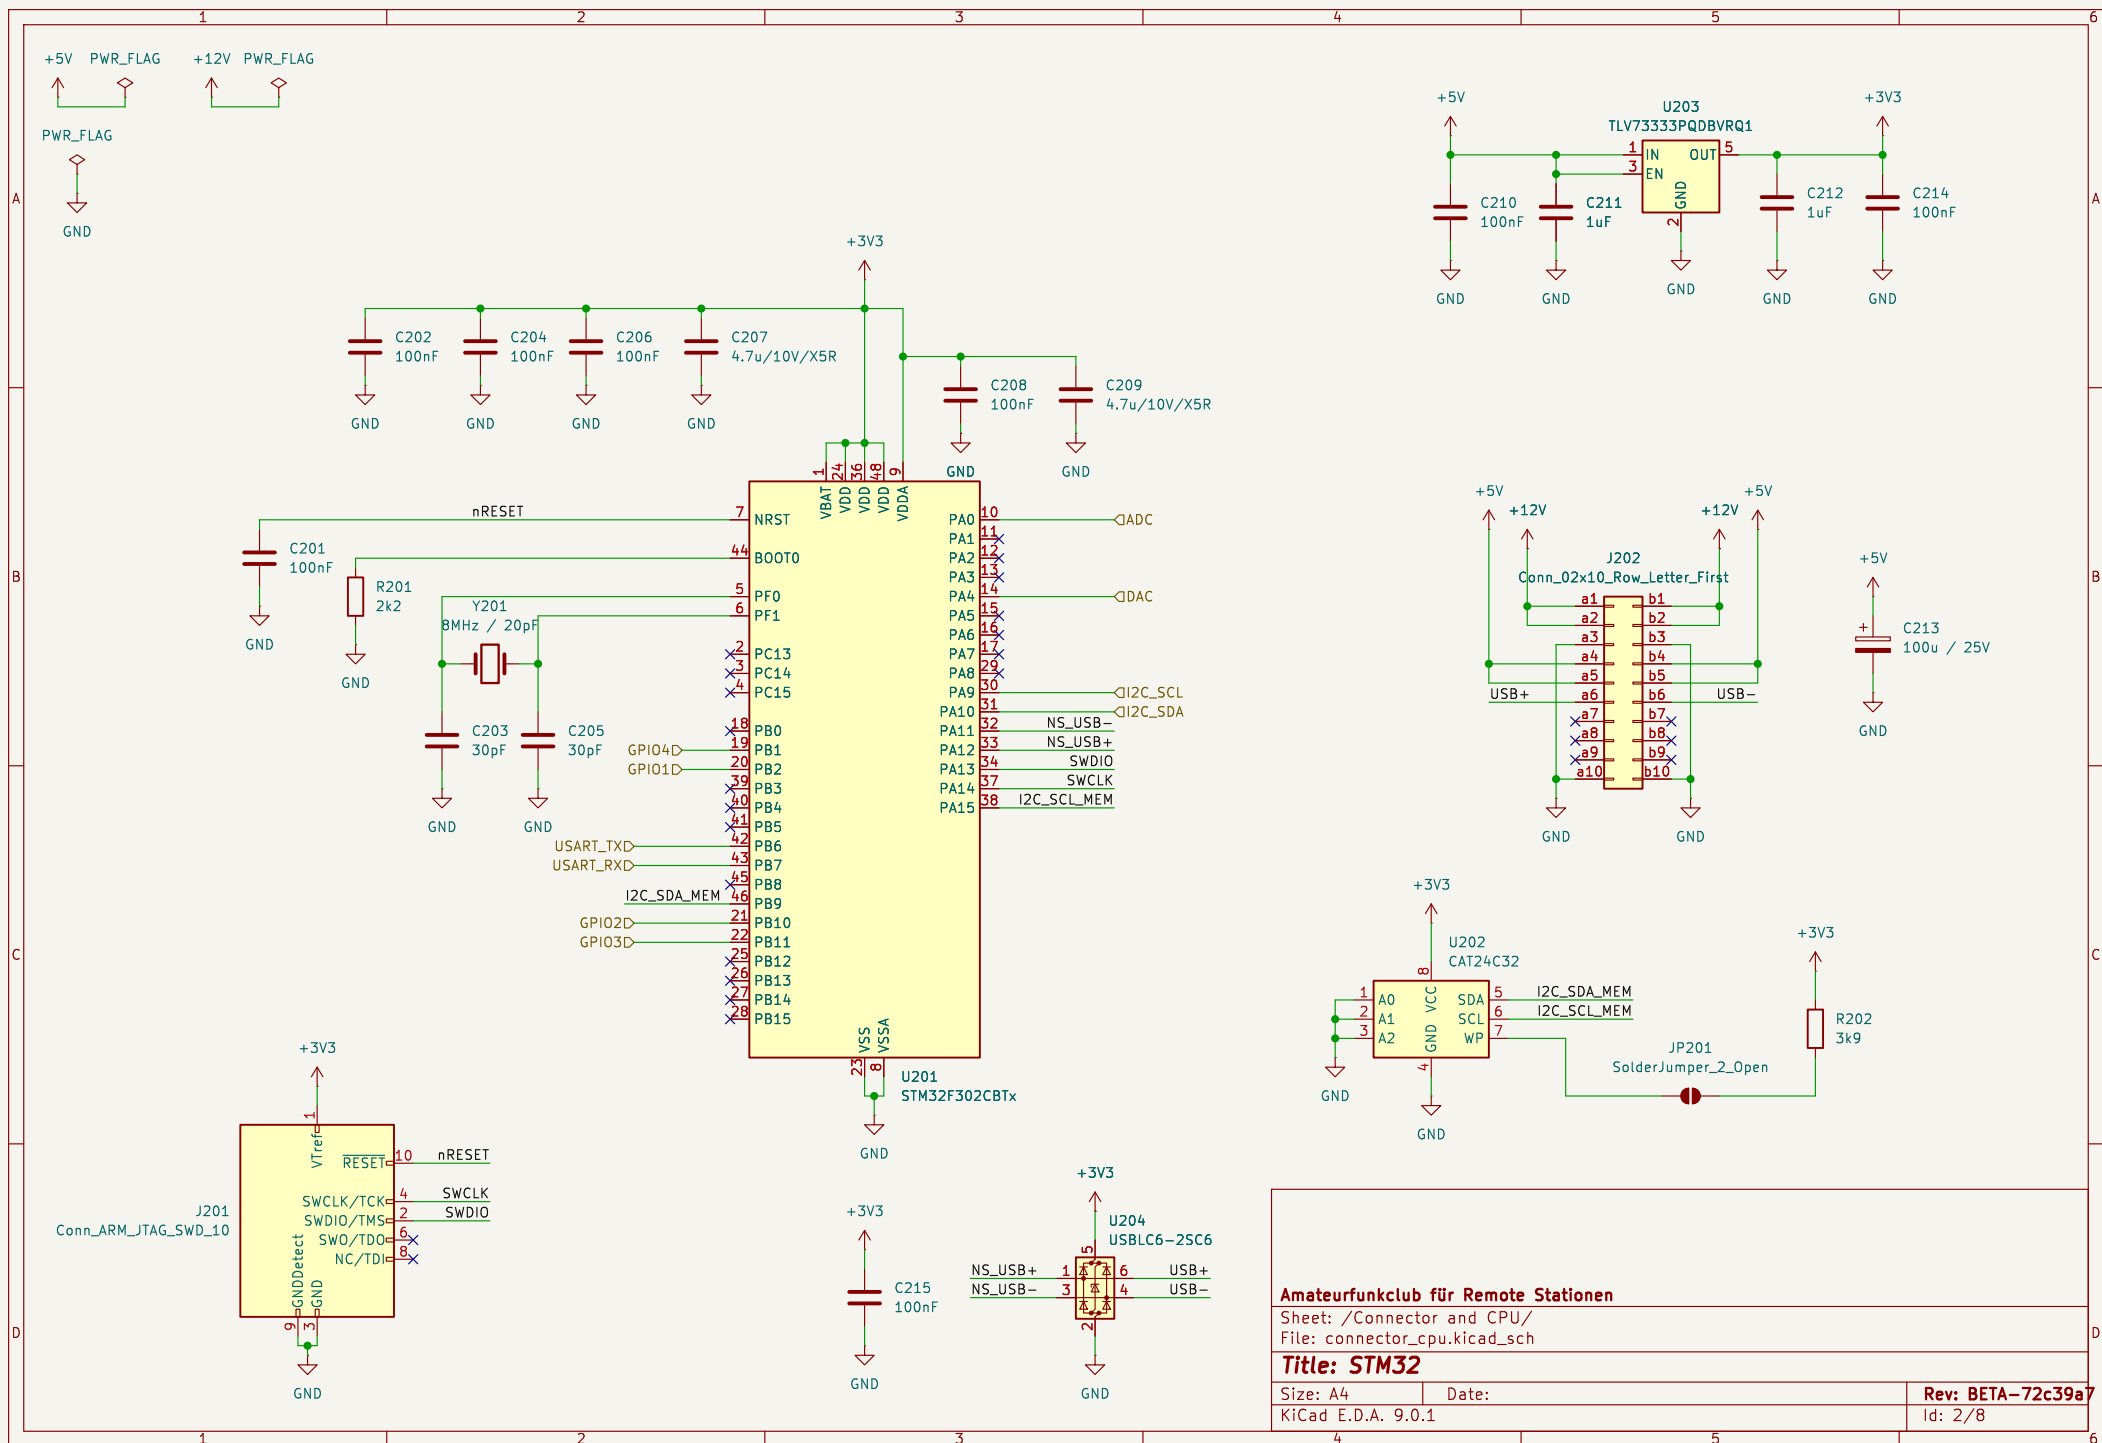 1 2 3 4 5 6
+5V PWR_FLAG +12V PWR_FLAG
PWR_FLAG
GND
A
B
C
D
+5V
U203
TLV73333PQDBVRQ1
+3V3
1 IN
3 EN
OUT 5
GND
2
C210
100nF
C211
1uF
C212
1uF
C214
100nF
GND
GND
GND
GND
GND
+3V3
C202
100nF
C204
100nF
C206
100nF
C207
4.7u/10V/X5R
C208
100nF
C209
4.7u/10V/X5R
GND
GND
GND
GND
GND
GND
1 24 36 48 9
VBAT VDD VDD VDD VDDA
nRESET
7 NRST
44 BOOT0
5 PF0
6 PF1
2 PC13
3 PC14
4 PC15
18 PB0
GPIO4 19 PB1
GPIO1 20 PB2
39 PB3
40 PB4
41 PB5
USART_TX 42 PB6
USART_RX 43 PB7
45 PB8
I2C_SDA_MEM 46 PB9
GPIO2 21 PB10
GPIO3 22 PB11
25 PB12
26 PB13
27 PB14
28 PB15
PA0 10 ADC
PA1 11
PA2 12
PA3 13
PA4 14 DAC
PA5 15
PA6 16
PA7 17
PA8 29
PA9 30 I2C_SCL
PA10 31 I2C_SDA
PA11 32 NS_USB-
PA12 33 NS_USB+
PA13 34 SWDIO
PA14 37 SWCLK
PA15 38 I2C_SCL_MEM
VSS VSSA
23 8
U201
STM32F302CBTx
GND
C201
100nF
GND
R201
2k2
GND
Y201
8MHz / 20pF
C203
30pF
C205
30pF
GND
GND
+5V +12V +12V +5V
J202
Conn_02x10_Row_Letter_First
a1 b1
a2 b2
a3 b3
a4 b4
a5 b5
USB+ a6 b6 USB-
a7 b7
a8 b8
a9 b9
a10 b10
GND GND
+5V
+
C213
100u / 25V
GND
+3V3
U202
CAT24C32
8
VCC
1 A0
2 A1
3 A2
SDA 5 I2C_SDA_MEM
SCL 6 I2C_SCL_MEM
WP 7
GND
4
GND
GND
JP201
SolderJumper_2_Open
+3V3
R202
3k9
+3V3
1
VTref
RESET 10 nRESET
SWCLK/TCK 4 SWCLK
SWDIO/TMS 2 SWDIO
SWO/TDO 6
NC/TDI 8
GNDDetect
GND
9 3
J201
Conn_ARM_JTAG_SWD_10
GND
+3V3
C215
100nF
GND
+3V3
U204
USBLC6-2SC6
5
NS_USB+ 1 6 USB+
NS_USB- 3 4 USB-
2
GND
Amateurfunkclub für Remote Stationen
Sheet: /Connector and CPU/
File: connector_cpu.kicad_sch
Title: STM32
Size: A4 Date: Rev: BETA-72c39a7
KiCad E.D.A. 9.0.1 Id: 2/8
A
B
C
D
1 2 3 4 5 6